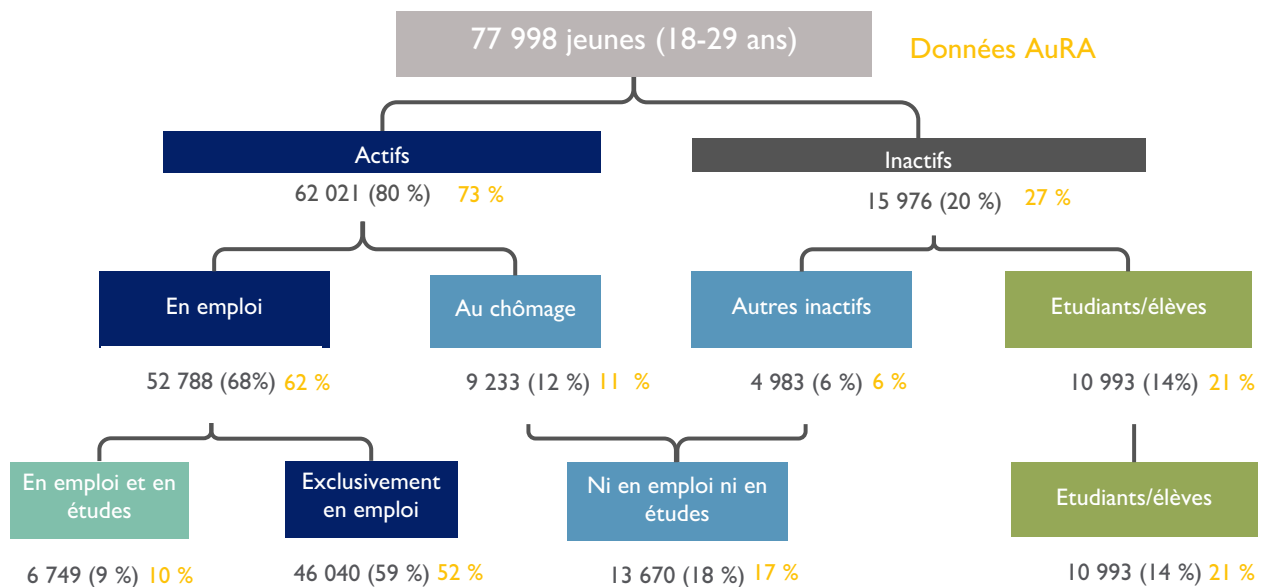 77 998 jeunes (18-29 ans)
Données AuRA
Actifs
Inactifs
62 021 (80 %) 73 %
15 976 (20 %) 27 %
En emploi
Au chômage
Autres inactifs
Etudiants/élèves
52 788 (68%) 62 %
9 233 (12 %) 11 %
4 983 (6 %) 6 %
10 993 (14%) 21 %
En emploi et en
études
Exclusivement
en emploi
Ni en emploi ni en
études
Etudiants/élèves
6 749 (9 %) 10 %
46 040 (59 %) 52 %
13 670 (18 %) 17 %
10 993 (14 %) 21 %